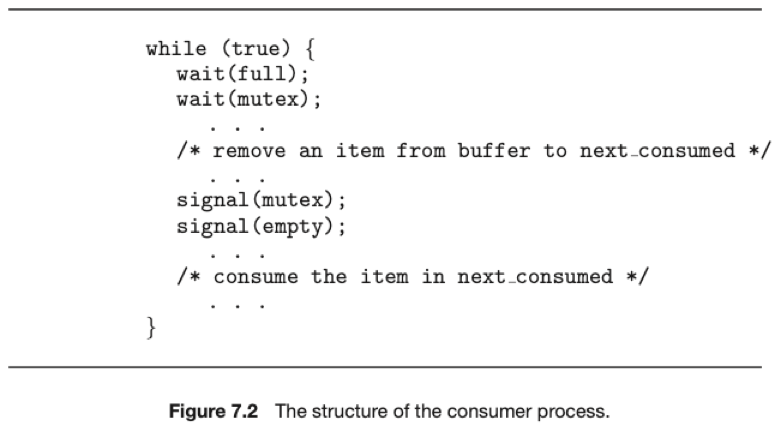 while (true) {
wait(full);
wait(mutex);
. . .
/* remove an item from buffer to next_consumed */
. . .
signal(mutex);
signal(empty);
. . .
/* consume the item in next_consumed */
. . .
}
Figure 7.2 The structure of the consumer process.